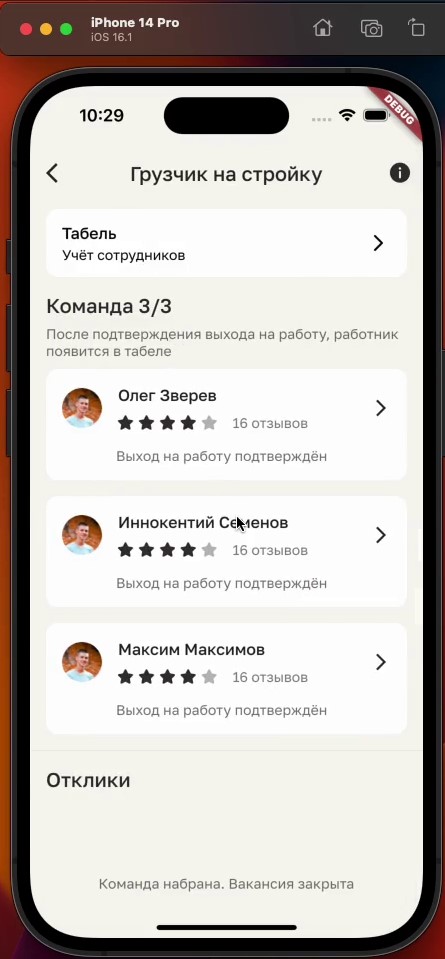 iPhone 14 Pro
iOS 16.1
10:29
DEBUG
Грузчик на стройку
Табель
Учёт сотрудников
Команда 3/3
После подтверждения выхода на работу, работник
появится в табеле
Олег Зверев
16 отзывов
Выход на работу подтверждён
Иннокентий Семенов
16 отзывов
Выход на работу подтверждён
Максим Максимов
16 отзывов
Выход на работу подтверждён
Отклики
Команда набрана. Вакансия закрыта